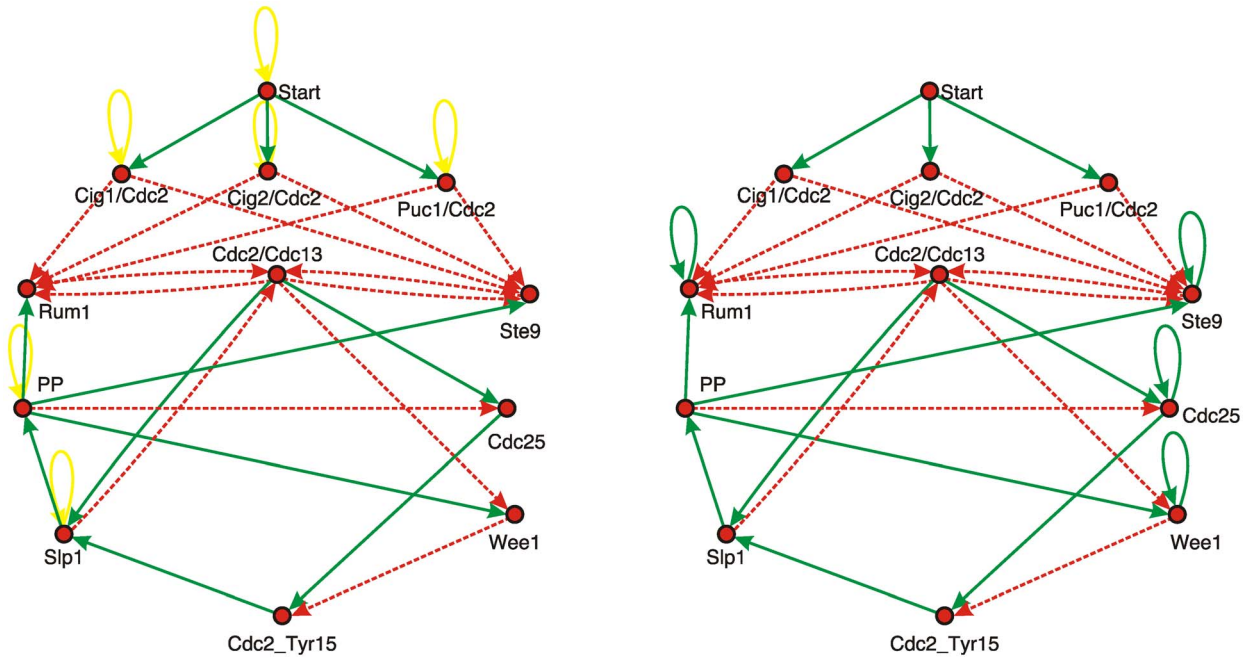 Start
Cig1/Cdc2
Cig2/Cdc2
Puc1/Cdc2
Cdc2/Cdc13
Rum1
Ste9
PP
Cdc25
Slp1
Wee1
Cdc2_Tyr15
Start
Cig1/Cdc2
Cig2/Cdc2
Puc1/Cdc2
Cdc2/Cdc13
Rum1
Ste9
PP
Cdc25
Slp1
Wee1
Cdc2_Tyr15